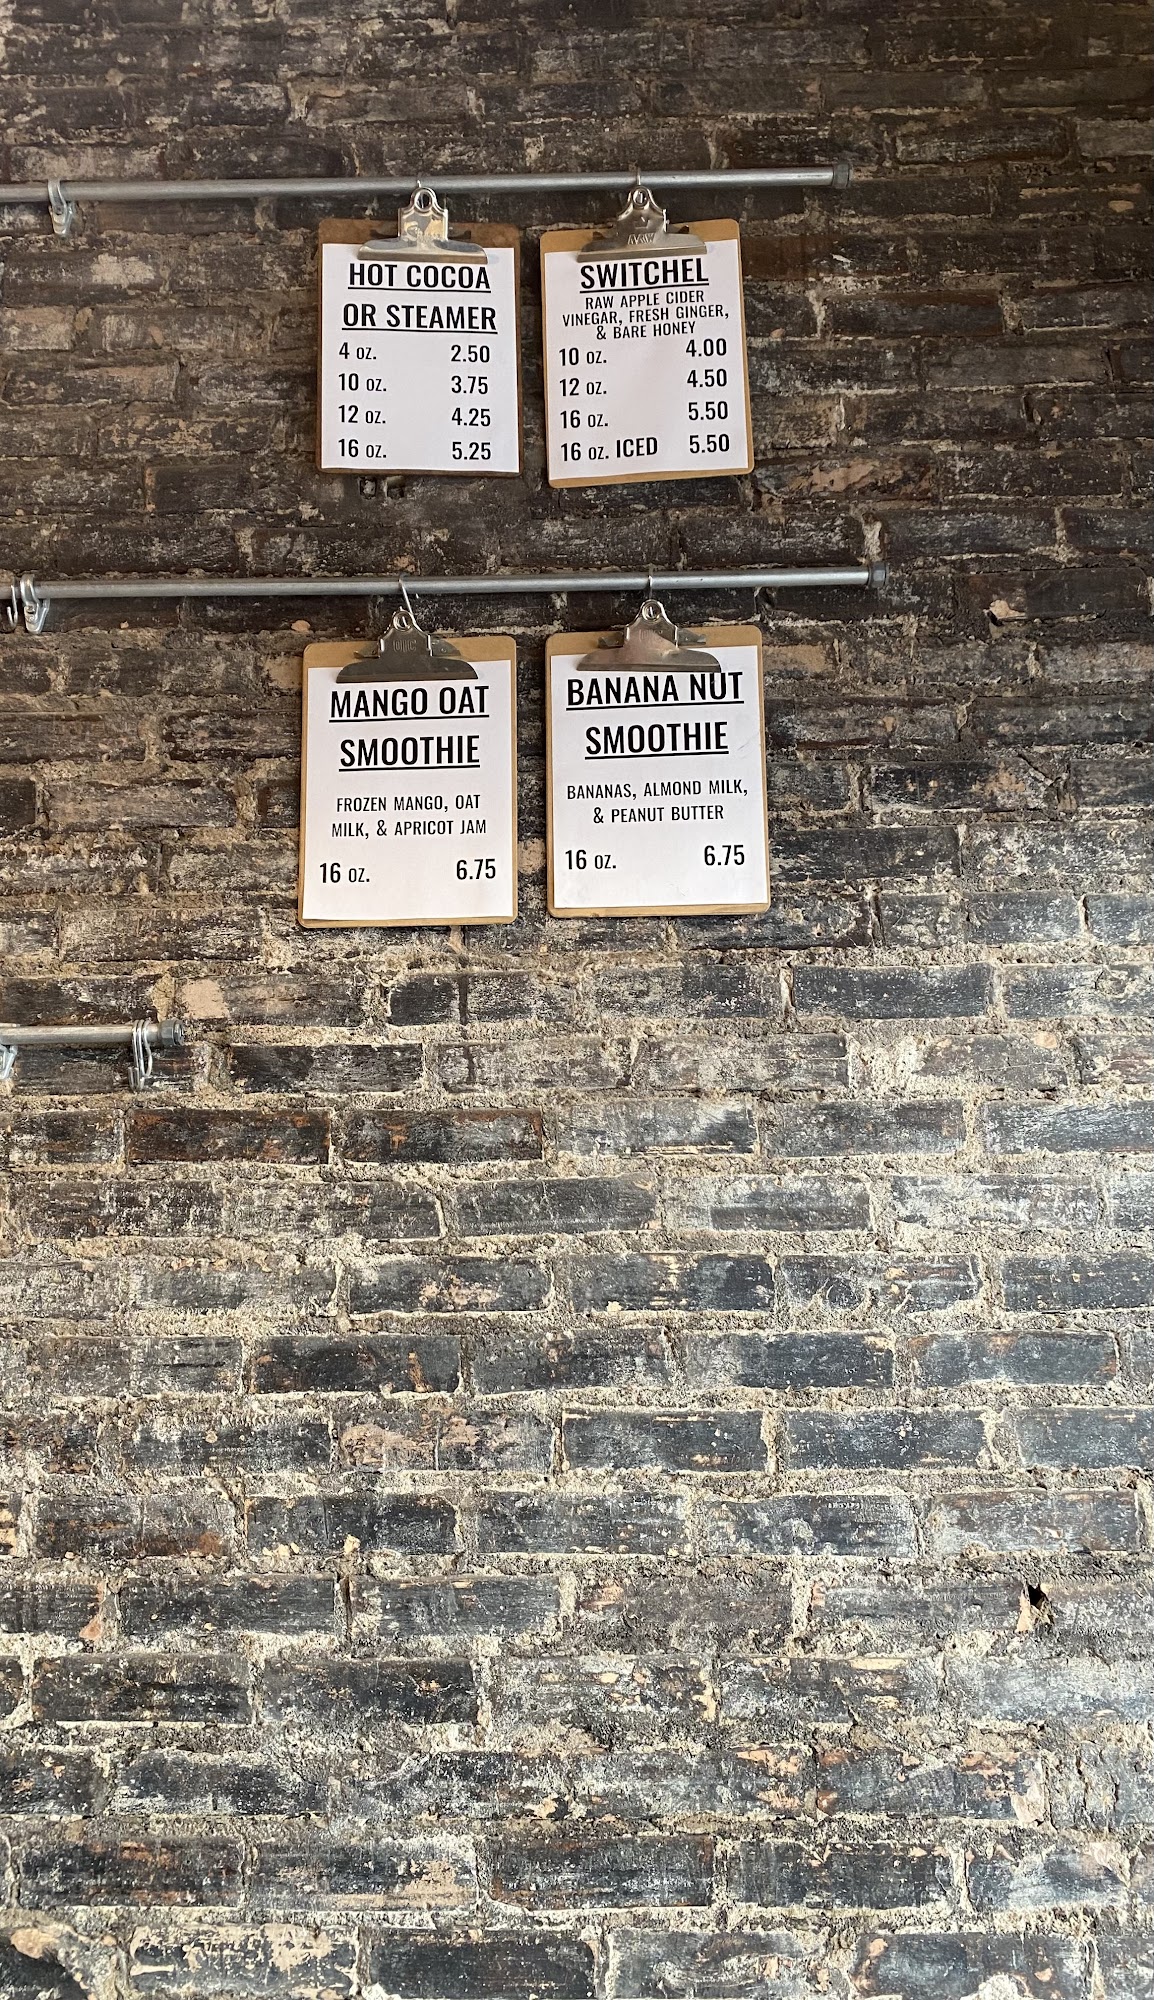 HOT COCOA
OR STEAMER
4 OZ. 2.50
10 OZ. 3.75
12 OZ. 4.25
16 OZ. 5.25
SWITCHEL
RAW APPLE CIDER
VINEGAR, FRESH GINGER,
& BARE HONEY
10 OZ. 4.00
12 OZ. 4.50
16 OZ. 5.50
16 OZ. ICED 5.50
MANGO OAT
SMOOTHIE
FROZEN MANGO, OAT
MILK, & APRICOT JAM
16 OZ. 6.75
BANANA NUT
SMOOTHIE
BANANAS, ALMOND MILK,
& PEANUT BUTTER
16 OZ. 6.75